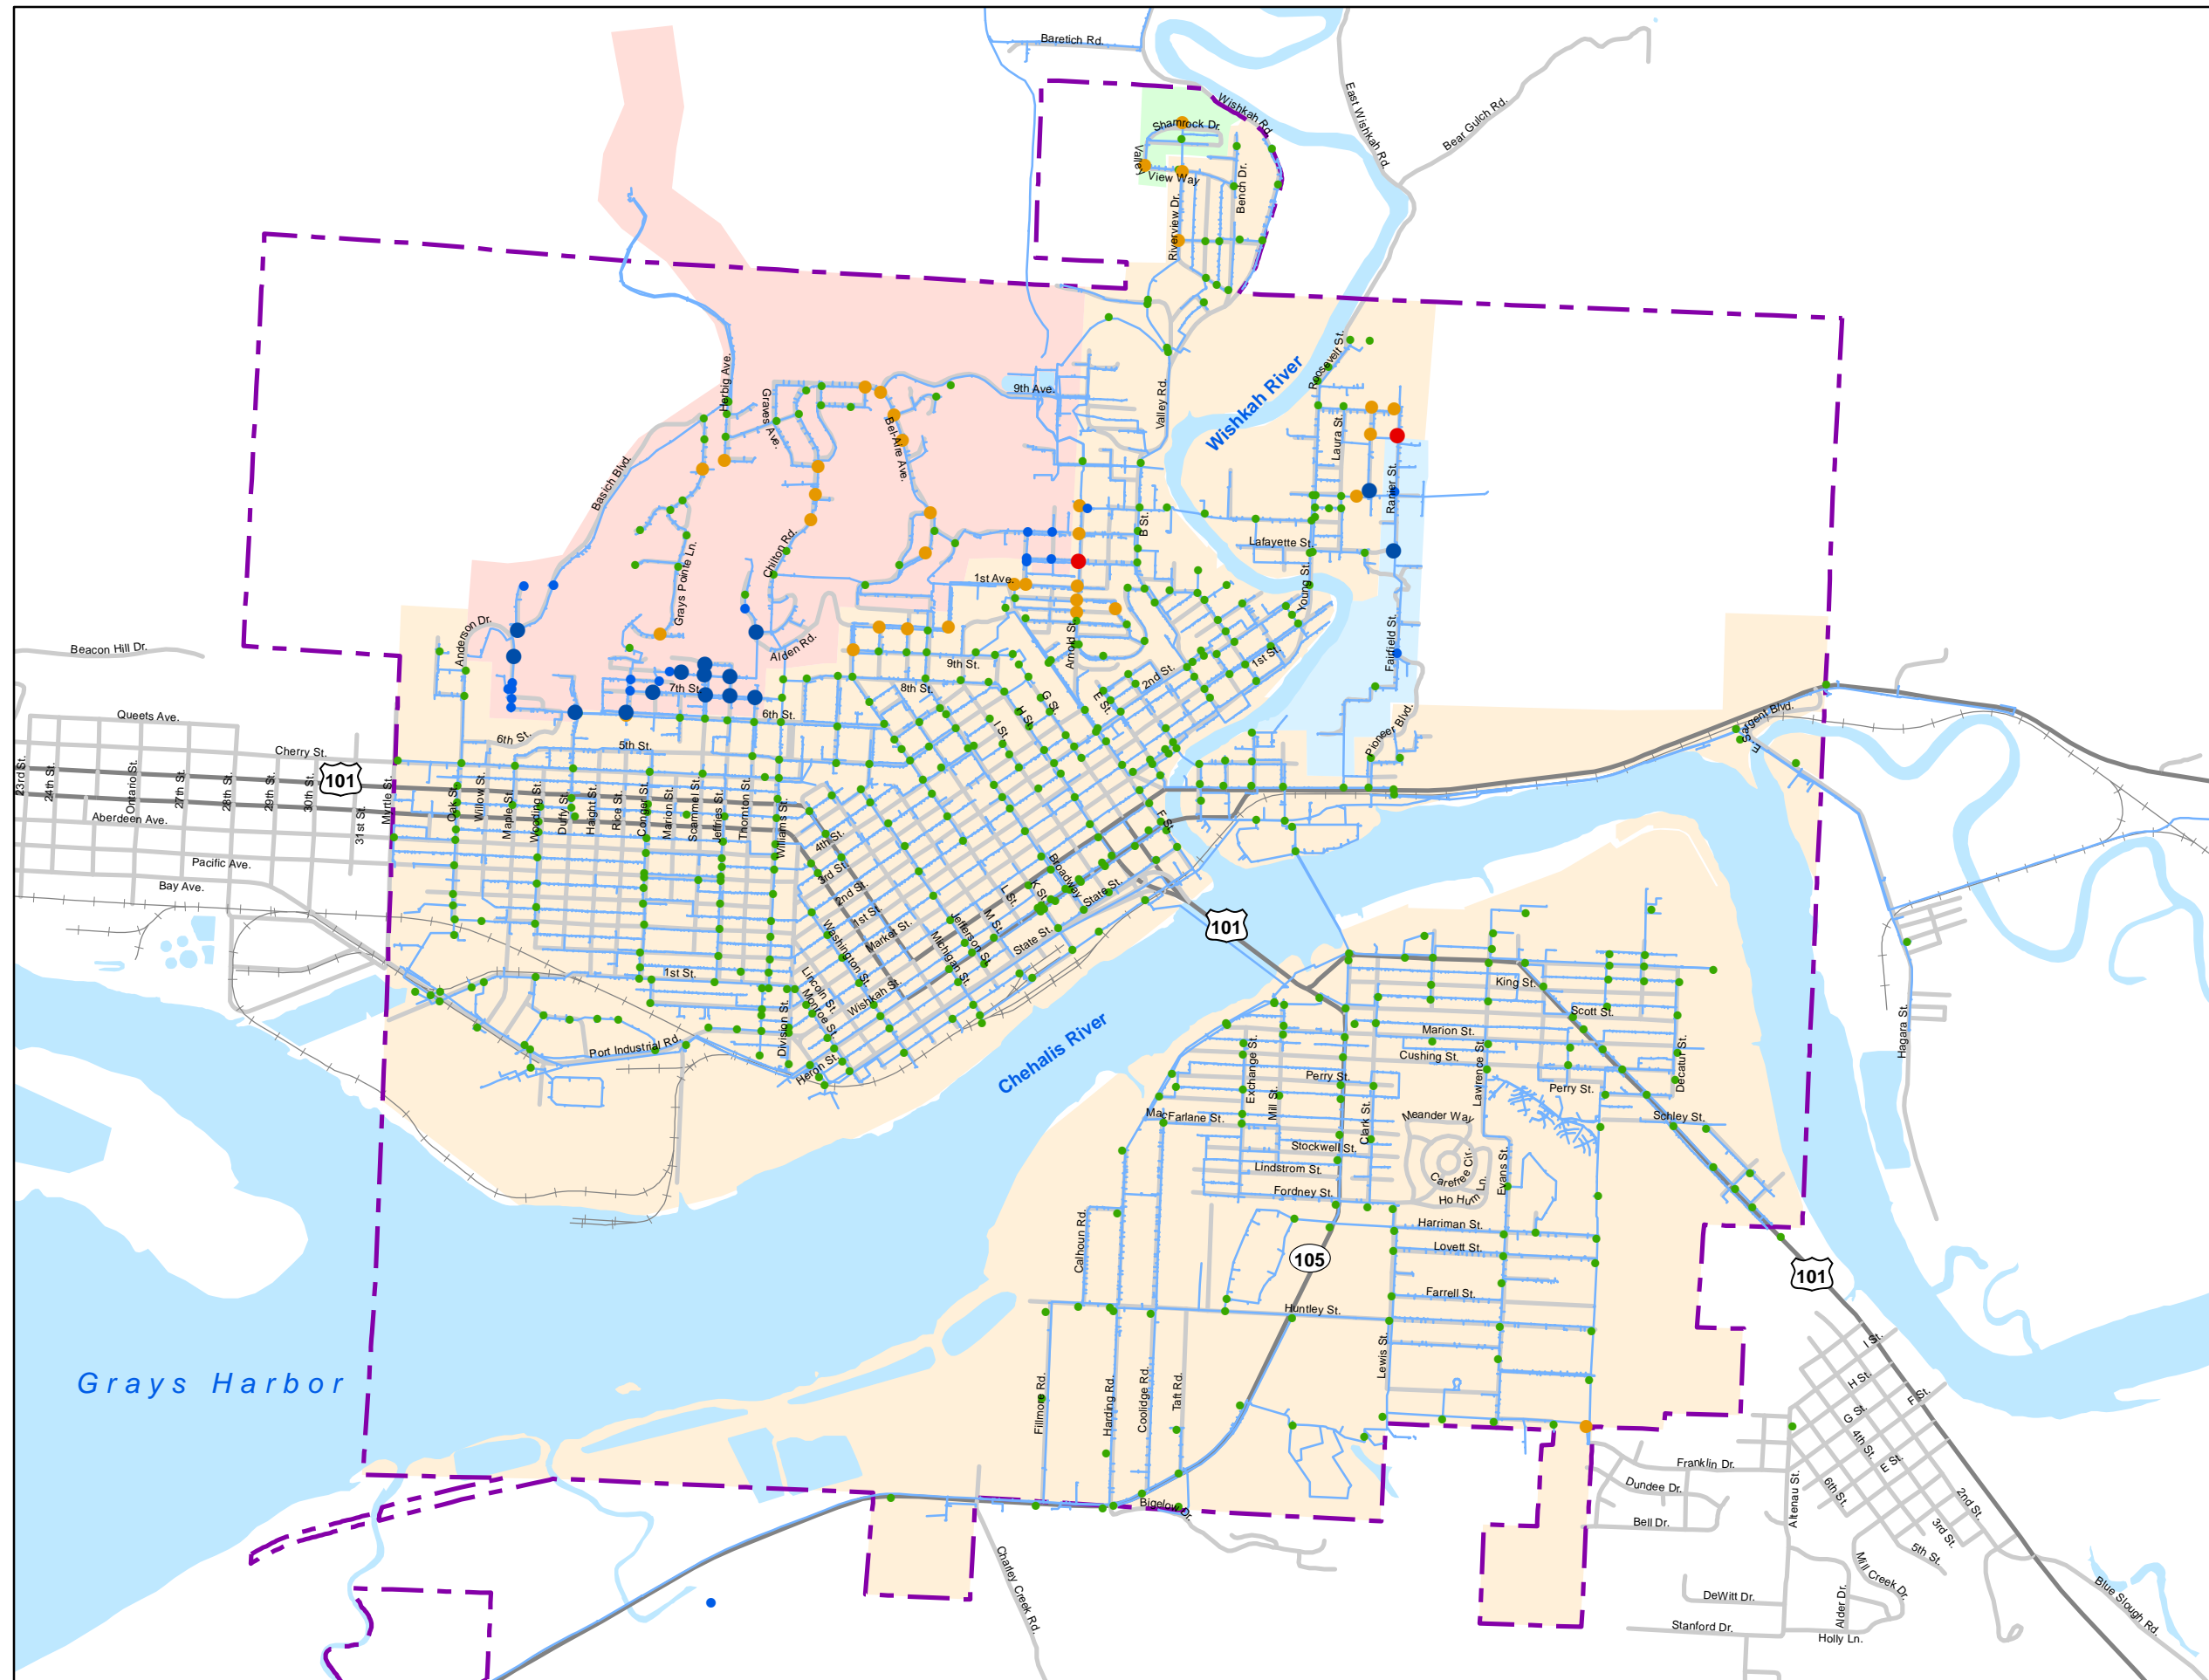 Baretich Rd.
Wishkah Rd.
East Wishkah Rd.
Bear Gulch Rd.
Shamrock Dr.
Valley
View Way
Bench Dr.
Riverview Dr.
Herbig Ave.
Graves Ave.
9th Ave.
Bel-Aire Ave.
Valley Rd.
Wishkah River
Roosevelt St.
Laura St.
Ranier St.
Basich Blvd.
Chilton Rd.
Grays Pointe Ln.
B St.
Lafayette St.
Young St.
1st Ave.
Fairfield St.
Anderson Dr.
Beacon Hill Dr.
Alden Rd.
9th St.
Arnold St.
1st St.
2nd St.
7th St.
8th St.
G St.
E St.
H St.
I St.
6th St.
6th St.
5th St.
Pioneer Blvd.
E Sargent Blvd.
Queets Ave.
Cherry St.
101
23rd St.
24th St.
Ontario St.
27th St.
28th St.
29th St.
30th St.
31st St.
Myrtle St.
Oak St.
Willow St.
Maple St.
Wooding St.
Duffy St.
Haight St.
Rice St.
Conger St.
Marion St.
Scammel St.
Jeffries St.
Thornton St.
Williams St.
Aberdeen Ave.
Pacific Ave.
Bay Ave.
4th St.
3rd St.
2nd St.
1st St.
Market St.
F St.
Broadway
K St.
L St.
M St.
State St.
State St.
Jefferson St.
Michigan St.
Washington St.
Lincoln St.
Monroe St.
Wishkah St.
Heron St.
1st St.
Division St.
Port Industrial Rd.
101
Chehalis River
King St.
Scott St.
Marion St.
Cushing St.
Lawrence St.
Decatur St.
Perry St.
Perry St.
Exchange St.
Mill St.
MacFarlane St.
Clark St.
Meander Way
Schley St.
Stockwell St.
Lindstrom St.
Carefree Cir.
Ho Hum Ln.
Evans St.
Fordney St.
Harriman St.
Lovett St.
Calhoun Rd.
105
Farrell St.
Huntley St.
Lewis St.
Hagara St.
101
Grays Harbor
Fillmore Rd.
Harding Rd.
Coolidge Rd.
Taft Rd.
Bigelow Dr.
Charley Creek Rd.
I St.
H St.
F St.
G St.
4th St.
E St.
6th St.
2nd St.
3rd St.
5th St.
Franklin Dr.
Dundee Dr.
Bell Dr.
Altenau St.
Mill Creek Dr.
DeWitt Dr.
Alder Dr.
Stanford Dr.
Holly Ln.
Blue Slough Rd.